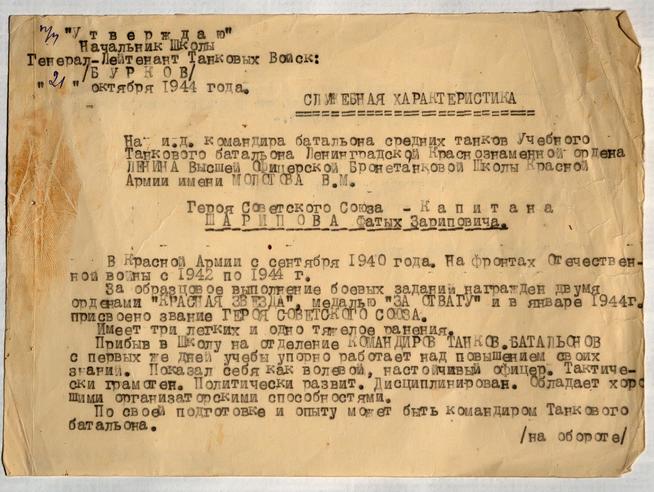 п/п "У т в е р ж д а ю"
Начальник Школы
Генерал-Лейтенант Танковых Войск:
/Б У Р К О В/
"21" октября 1944 года.
СЛУЖЕБНАЯ ХАРАКТЕРИСТИКА
На и.д. командира батальона средних танков Учебного
Танкового батальона Ленинградской Краснознаменной ордена
ЛЕНИНА Высшей Офицерской Бронетанковой Школы Красной
Армии имени МОЛОТОВА В.М.
Героя Советского Союза - К а п и т а н а
Ш А Р И П О В А Фатых Зариповича.
В Красной Армии с сентября 1940 года. На фронтах Отечествен-
ной войны с 1942 по 1944 г.
За образцовое выполнение боевых заданий награжден двумя
орденами "КРАСНАЯ ЗВЕЗДА", медалью "ЗА ОТВАГУ" и в январе 1944г.
присвоено звание ГЕРОЯ СОВЕТСКОГО СОЮЗА.
Имеет три легких и одно тяжелое ранения.
Прибыв в Школу на отделение КОМАНДИРОВ ТАНКОВ.БАТАЛЬОНОВ
с первых же дней учебы упорно работает над повышением своих
знаний. Показал себя как волевой, настойчивый офицер. Тактиче-
ски грамотен. Политически развит. Дисциплинирован. Обладает хоро
шими организаторскими способностями.
По своей подготовке и опыту может быть командиром Танкового
батальона.
/на обороте/